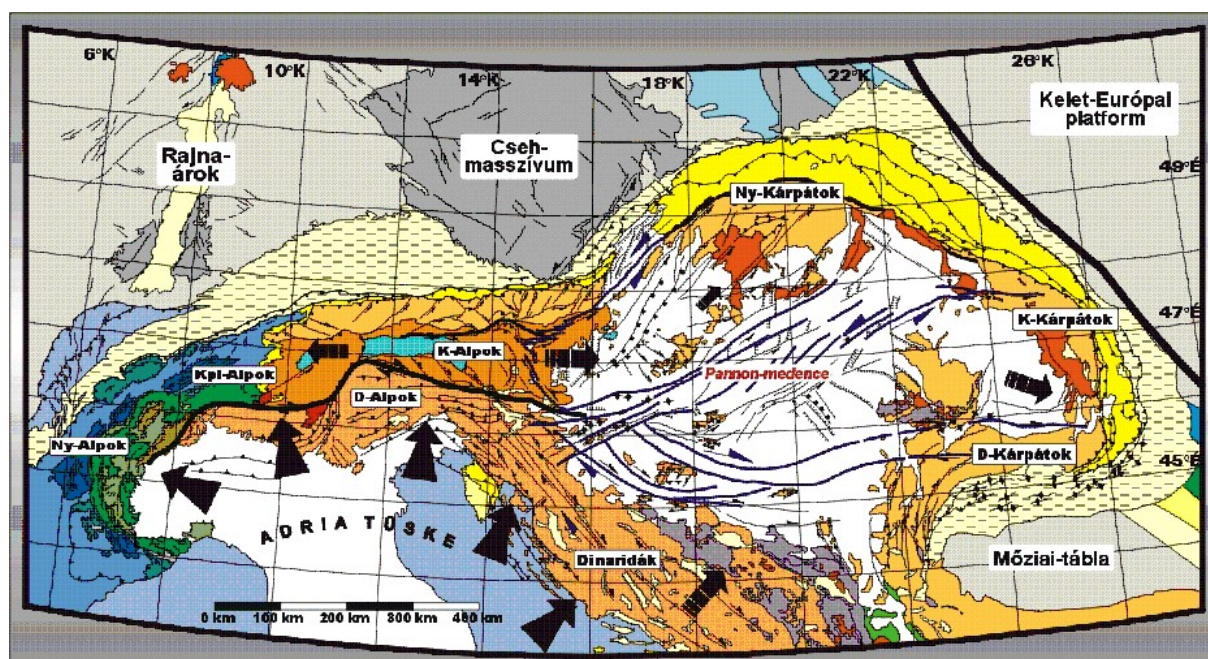 6°K
10°K
14°K
18°K
22°K
26°K
Kelet-Európai
platform
Rajna-
árok
Cseh-
masszívum
49°É
Ny-Kárpátok
47°É
K-Kárpátok
K-Alpok
Kpl-Alpok
Pannon-medence
D-Alpok
Ny-Alpok
D-Kárpátok
45°É
ADRIA TÜSKE
Dinaridák
Móziai-tábla
0 km 100 km 200 km 300 km 400 km